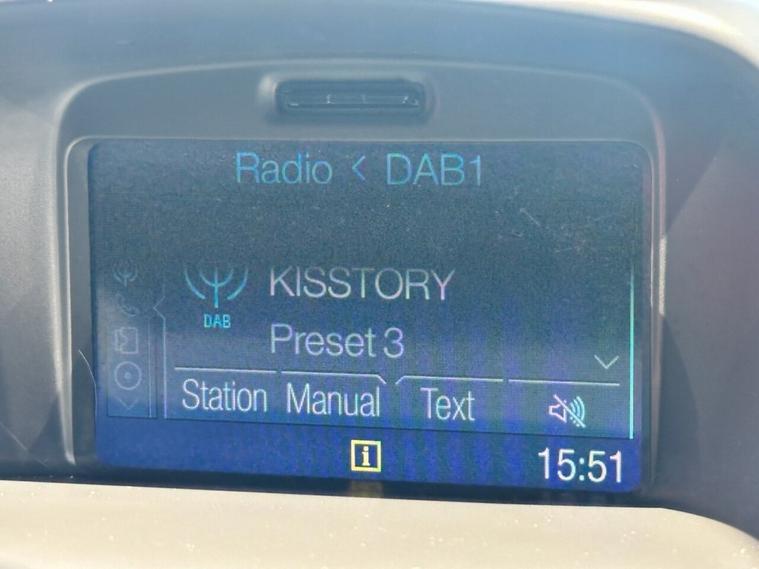 Radio < DAB1
KISSTORY
DAB
Preset 3
Station Manual Text
i 15:51